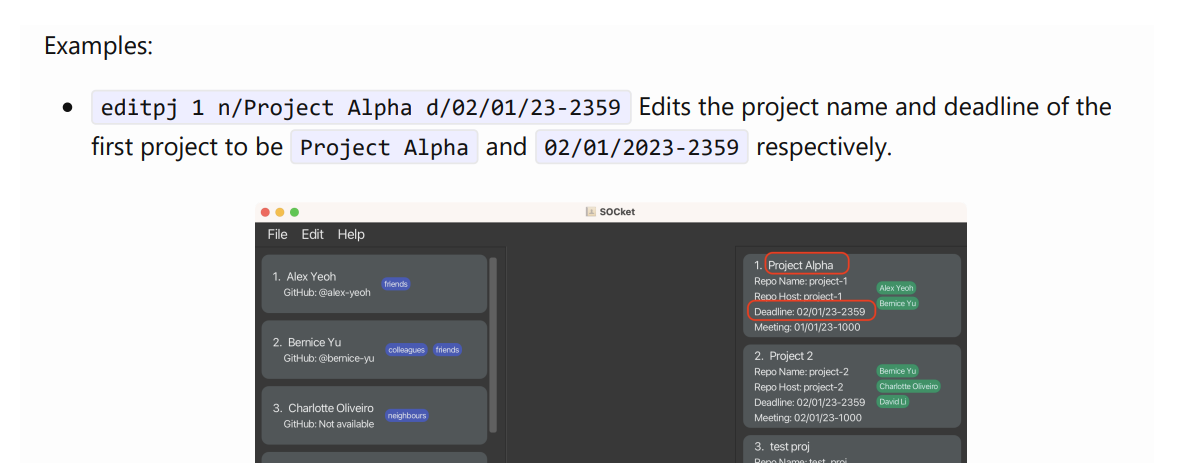 Examples:
editpj 1 n/Project Alpha d/02/01/23-2359 Edits the project name and deadline of the
first project to be Project Alpha and 02/01/2023-2359 respectively.
SOCket
File Edit Help
1. Alex Yeoh
friends
GitHub: @alex-yeoh
2. Bernice Yu
colleagues friends
GitHub: @bernice-yu
3. Charlotte Oliveiro
neighbours
GitHub: Not available
1. Project Alpha
Repo Name: project-1
Alex Yeoh
Repo Host: project-1
Bernice Yu
Deadline: 02/01/23-2359
Meeting: 01/01/23-1000
2. Project 2
Repo Name: project-2
Bernice Yu
Repo Host: project-2
Charlotte Oliveiro
Deadline: 02/01/23-2359
David Li
Meeting: 02/01/23-1000
3. test proj
Repo Name: test_proj